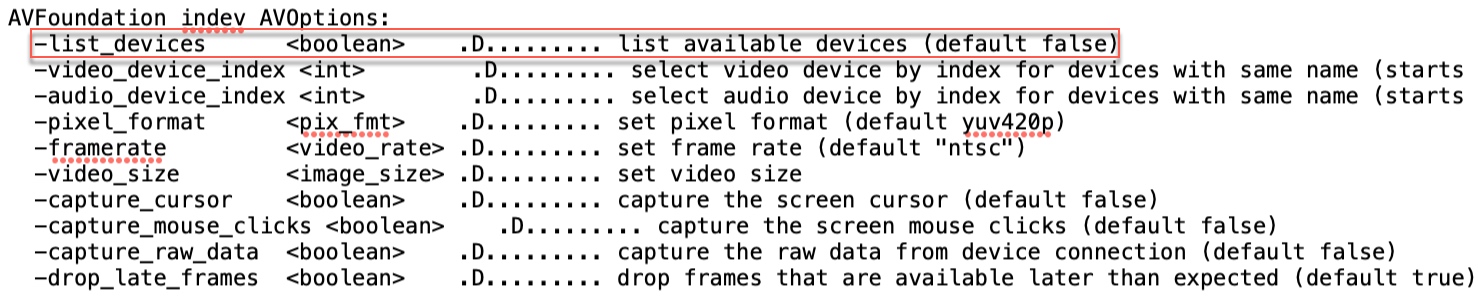 AVFoundation indev AVOptions:
  -list_devices      <boolean>    .D......... list available devices (default false)
  -video_device_index <int>        .D......... select video device by index for devices with same name (starts
  -audio_device_index <int>        .D......... select audio device by index for devices with same name (starts
  -pixel_format      <pix_fmt>    .D......... set pixel format (default yuv420p)
  -framerate         <video_rate> .D......... set frame rate (default "ntsc")
  -video_size        <image_size> .D......... set video size
  -capture_cursor    <boolean>    .D......... capture the screen cursor (default false)
  -capture_mouse_clicks <boolean>    .D......... capture the screen mouse clicks (default false)
  -capture_raw_data  <boolean>    .D......... capture the raw data from device connection (default false)
  -drop_late_frames  <boolean>    .D......... drop frames that are available later than expected (default true)